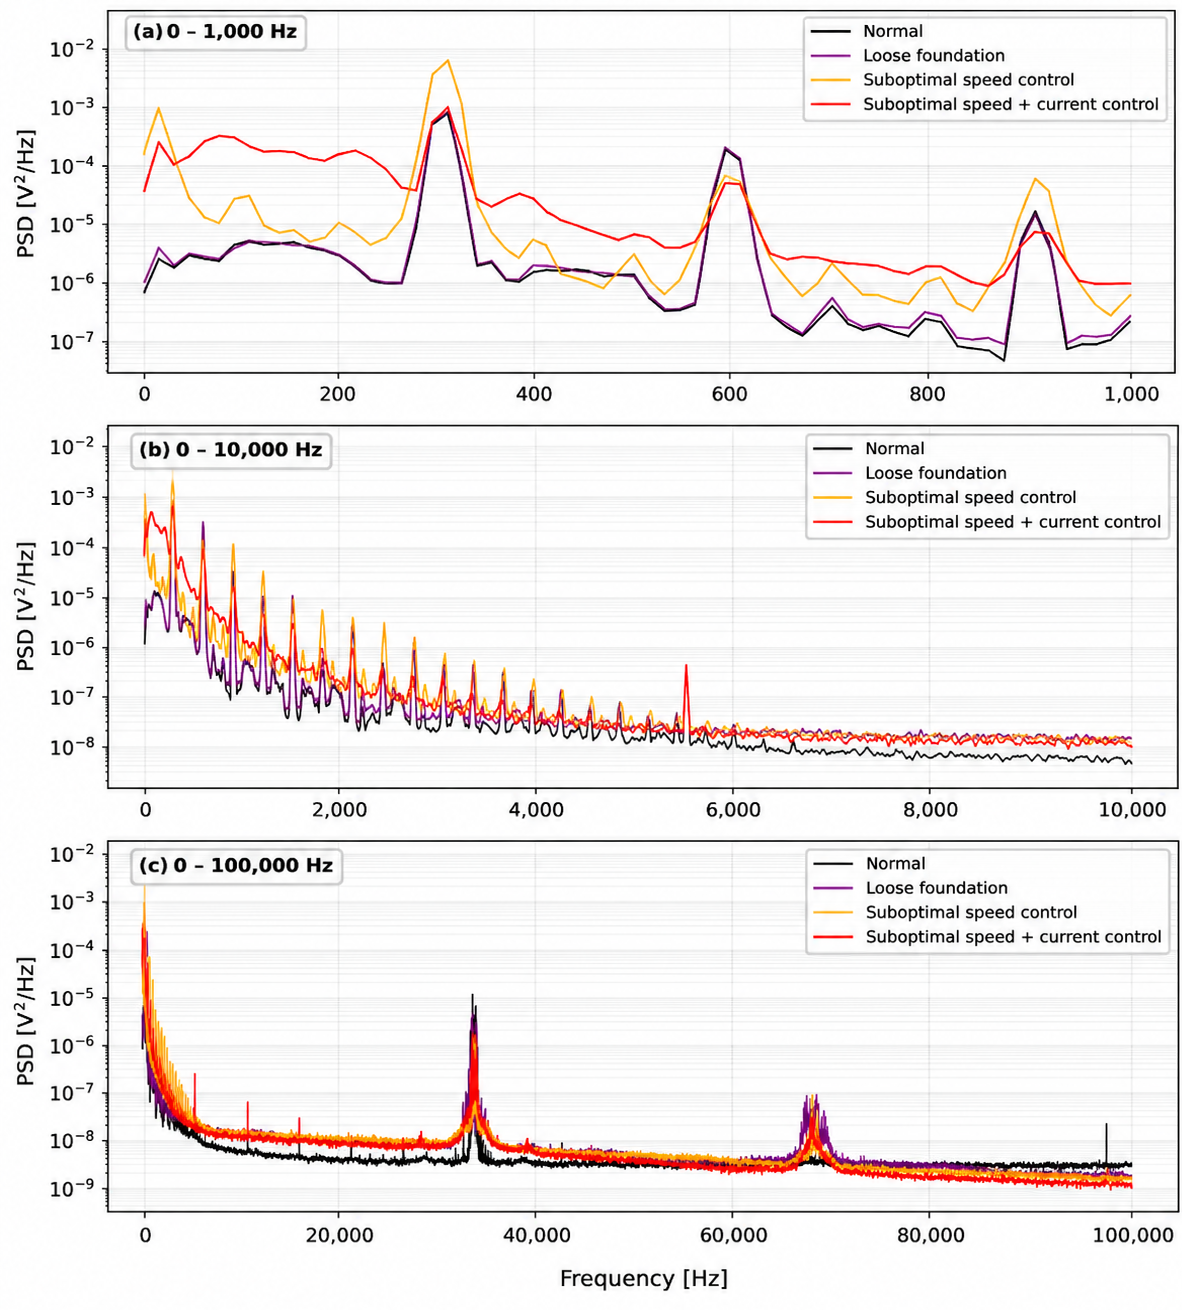 (a) 0 – 1,000 Hz
Normal
Loose foundation
Suboptimal speed control
Suboptimal speed + current control
PSD [V²/Hz]
10⁻²
10⁻³
10⁻⁴
10⁻⁵
10⁻⁶
10⁻⁷
0 200 400 600 800 1,000
(b) 0 – 10,000 Hz
Normal
Loose foundation
Suboptimal speed control
Suboptimal speed + current control
PSD [V²/Hz]
10⁻²
10⁻³
10⁻⁴
10⁻⁵
10⁻⁶
10⁻⁷
10⁻⁸
0 2,000 4,000 6,000 8,000 10,000
(c) 0 – 100,000 Hz
Normal
Loose foundation
Suboptimal speed control
Suboptimal speed + current control
PSD [V²/Hz]
10⁻²
10⁻³
10⁻⁴
10⁻⁵
10⁻⁶
10⁻⁷
10⁻⁸
10⁻⁹
0 20,000 40,000 60,000 80,000 100,000
Frequency [Hz]